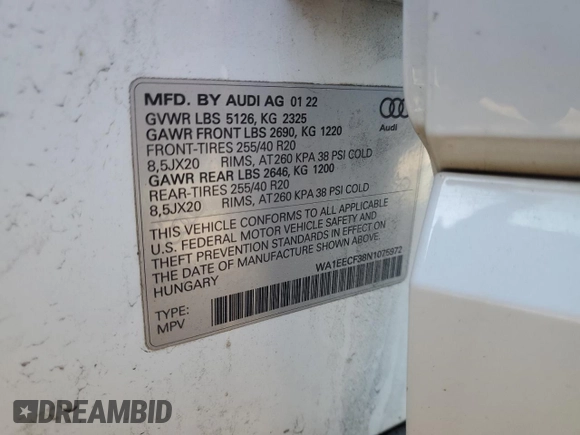 MFD. BY AUDI AG 01 22
GVWR LBS 5126, KG 2325
GAWR FRONT LBS 2690, KG 1220
FRONT-TIRES 255/40 R20
8,5JX20 RIMS, AT260 KPA 38 PSI COLD
GAWR REAR LBS 2646, KG 1200
REAR-TIRES 255/40 R20
8,5JX20 RIMS, AT260 KPA 38 PSI COLD
THIS VEHICLE CONFORMS TO ALL APPLICABLE
U.S. FEDERAL MOTOR VEHICLE SAFETY AND
THEFT PREVENTION STANDARDS IN EFFECT ON
THE DATE OF MANUFACTURE SHOWN ABOVE
HUNGARY
WA1EECF38N1075972
TYPE:
MPV
Audi
DREAMBID